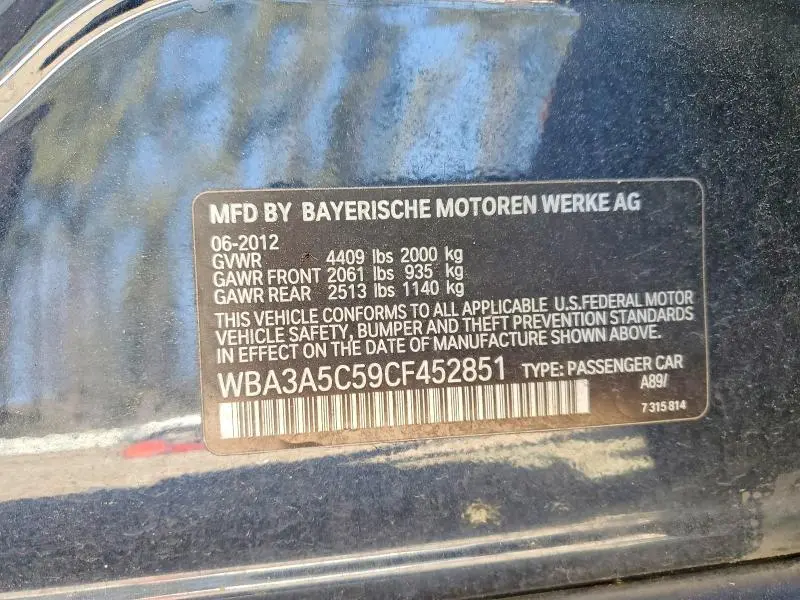 MFD BY BAYERISCHE MOTOREN WERKE AG
06-2012
GVWR 4409 lbs 2000 kg
GAWR FRONT 2061 lbs 935 kg
GAWR REAR 2513 lbs 1140 kg
THIS VEHICLE CONFORMS TO ALL APPLICABLE U.S.FEDERAL MOTOR
VEHICLE SAFETY, BUMPER AND THEFT PREVENTION STANDARDS
IN EFFECT ON THE DATE OF MANUFACTURE SHOWN ABOVE.
WBA3A5C59CF452851 TYPE: PASSENGER CAR
A89/
7 315 814